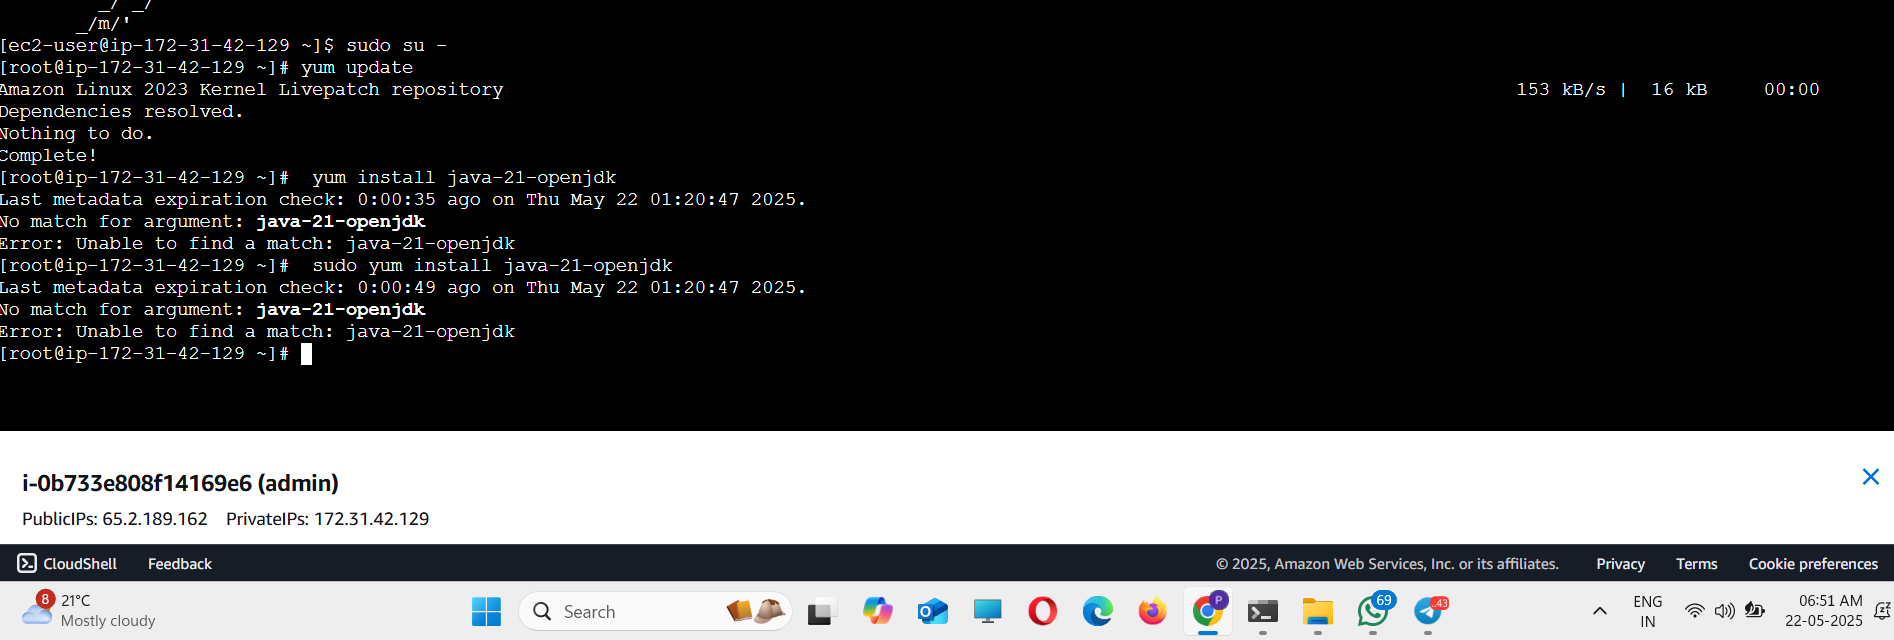 _/ _/
_/m/'
[ec2-user@ip-172-31-42-129 ~]$ sudo su -
[root@ip-172-31-42-129 ~]# yum update
Amazon Linux 2023 Kernel Livepatch repository 153 kB/s | 16 kB 00:00
Dependencies resolved.
Nothing to do.
Complete!
[root@ip-172-31-42-129 ~]#  yum install java-21-openjdk
Last metadata expiration check: 0:00:35 ago on Thu May 22 01:20:47 2025.
No match for argument: java-21-openjdk
Error: Unable to find a match: java-21-openjdk
[root@ip-172-31-42-129 ~]#  sudo yum install java-21-openjdk
Last metadata expiration check: 0:00:49 ago on Thu May 22 01:20:47 2025.
No match for argument: java-21-openjdk
Error: Unable to find a match: java-21-openjdk
[root@ip-172-31-42-129 ~]#
i-0b733e808f14169e6 (admin)
PublicIPs: 65.2.189.162 PrivateIPs: 172.31.42.129
CloudShell Feedback © 2025, Amazon Web Services, Inc. or its affiliates. Privacy Terms Cookie preferences
8 21°C
Mostly cloudy
Search
P
69
.43
ENG
IN
06:51 AM
22-05-2025